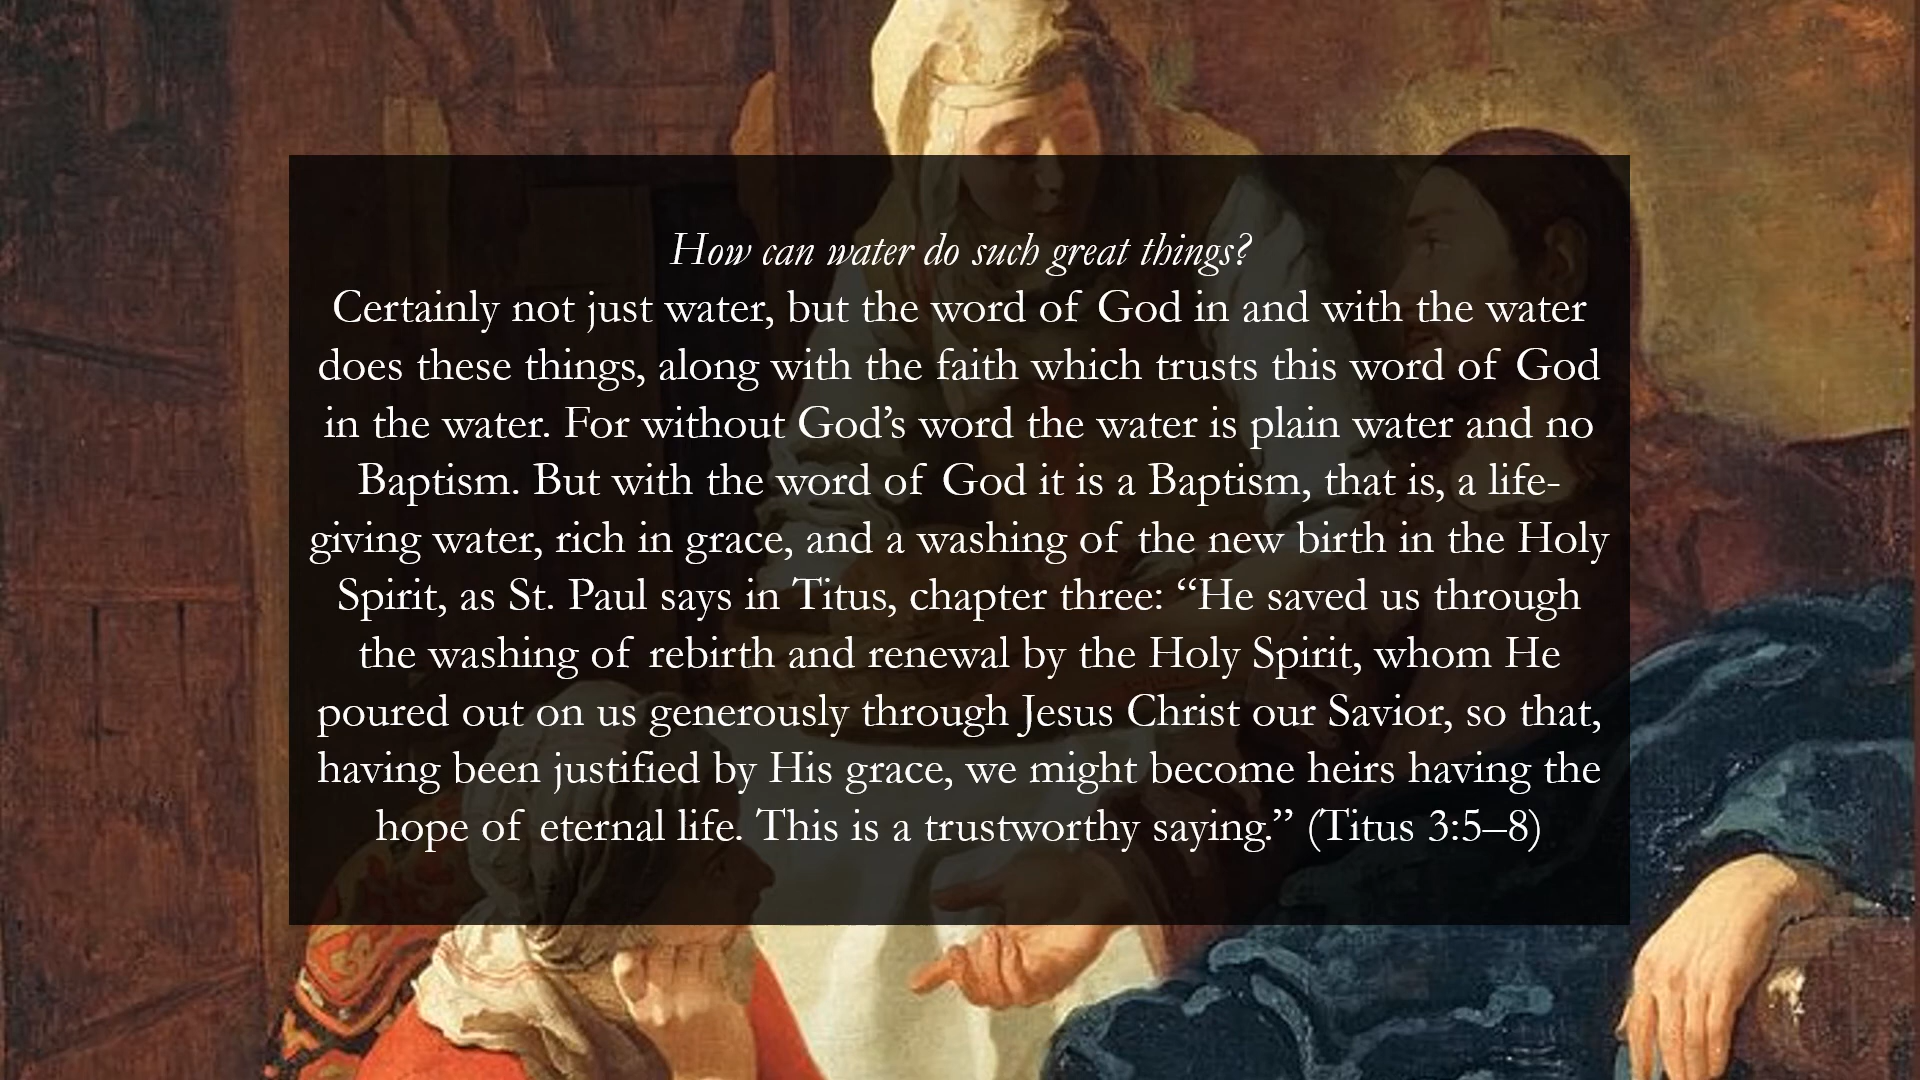 How can water do such great things?
Certainly not just water, but the word of God in and with the water
does these things, along with the faith which trusts this word of God
in the water. For without God’s word the water is plain water and no
Baptism. But with the word of God it is a Baptism, that is, a life-
giving water, rich in grace, and a washing of the new birth in the Holy
Spirit, as St. Paul says in Titus, chapter three: “He saved us through
the washing of rebirth and renewal by the Holy Spirit, whom He
poured out on us generously through Jesus Christ our Savior, so that,
having been justified by His grace, we might become heirs having the
hope of eternal life. This is a trustworthy saying.” (Titus 3:5–8)